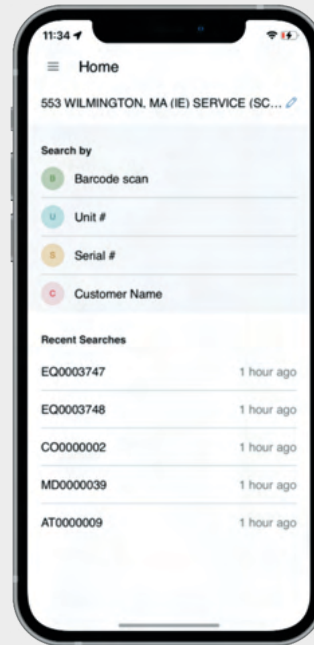 11:34
Home
553 WILMINGTON, MA (IE) SERVICE (SC...
Search by
B Barcode scan
U Unit #
S Serial #
C Customer Name
Recent Searches
EQ0003747 1 hour ago
EQ0003748 1 hour ago
CO0000002 1 hour ago
MD0000039 1 hour ago
AT0000009 1 hour ago